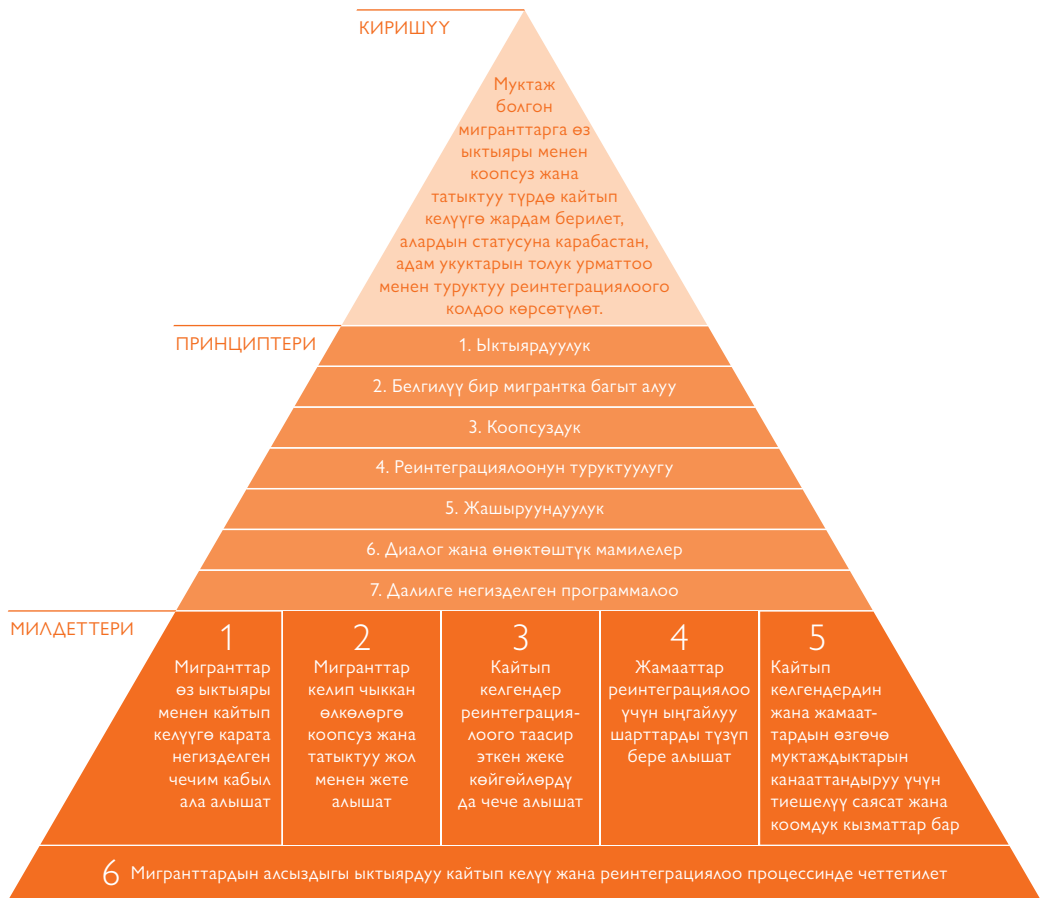 КИРИШҮҮ
Муктаж
болгон
мигранттарга өз
ыктыяры менен
коопсуз жана
татыктуу түрдө кайтып
келүүгө жардам берилет,
алардын статусуна карабастан,
адам укуктарын толук урматтоо
менен туруктуу реинтеграциялоого
колдоо көрсөтүлөт.
ПРИНЦИПТЕРИ
1. Ыктыярдуулук
2. Белгилүү бир мигрантка багыт алуу
3. Коопсуздук
4. Реинтеграциялоонун туруктуулугу
5. Жашыруундуулук
6. Диалог жана өнөктөштүк мамилелер
7. Далилге негизделген программалоо
МИЛДЕТТЕРИ
1
Мигранттар
өз ыктыяры
менен кайтып
келүүгө карата
негизделген
чечим кабыл
ала алышат
2
Мигранттар
келип чыккан
өлкөлөргө
коопсуз жана
татыктуу жол
менен жете
алышат
3
Кайтып
келгендер
реинтеграция-
лоого таасир
эткен жеке
көйгөйлөрдү
да чече алышат
4
Жамааттар
реинтеграциялоо
үчүн ыңгайлуу
шарттарды түзүп
бере алышат
5
Кайтып
келгендердин
жана жамаат-
тардын өзгөчө
муктаждыктарын
канааттандыруу үчүн
тиешелүү саясат жана
коомдук кызматтар бар
6 Мигранттардын алсыздыгы ыктыярдуу кайтып келүү жана реинтеграциялоо процессинде четтетилет